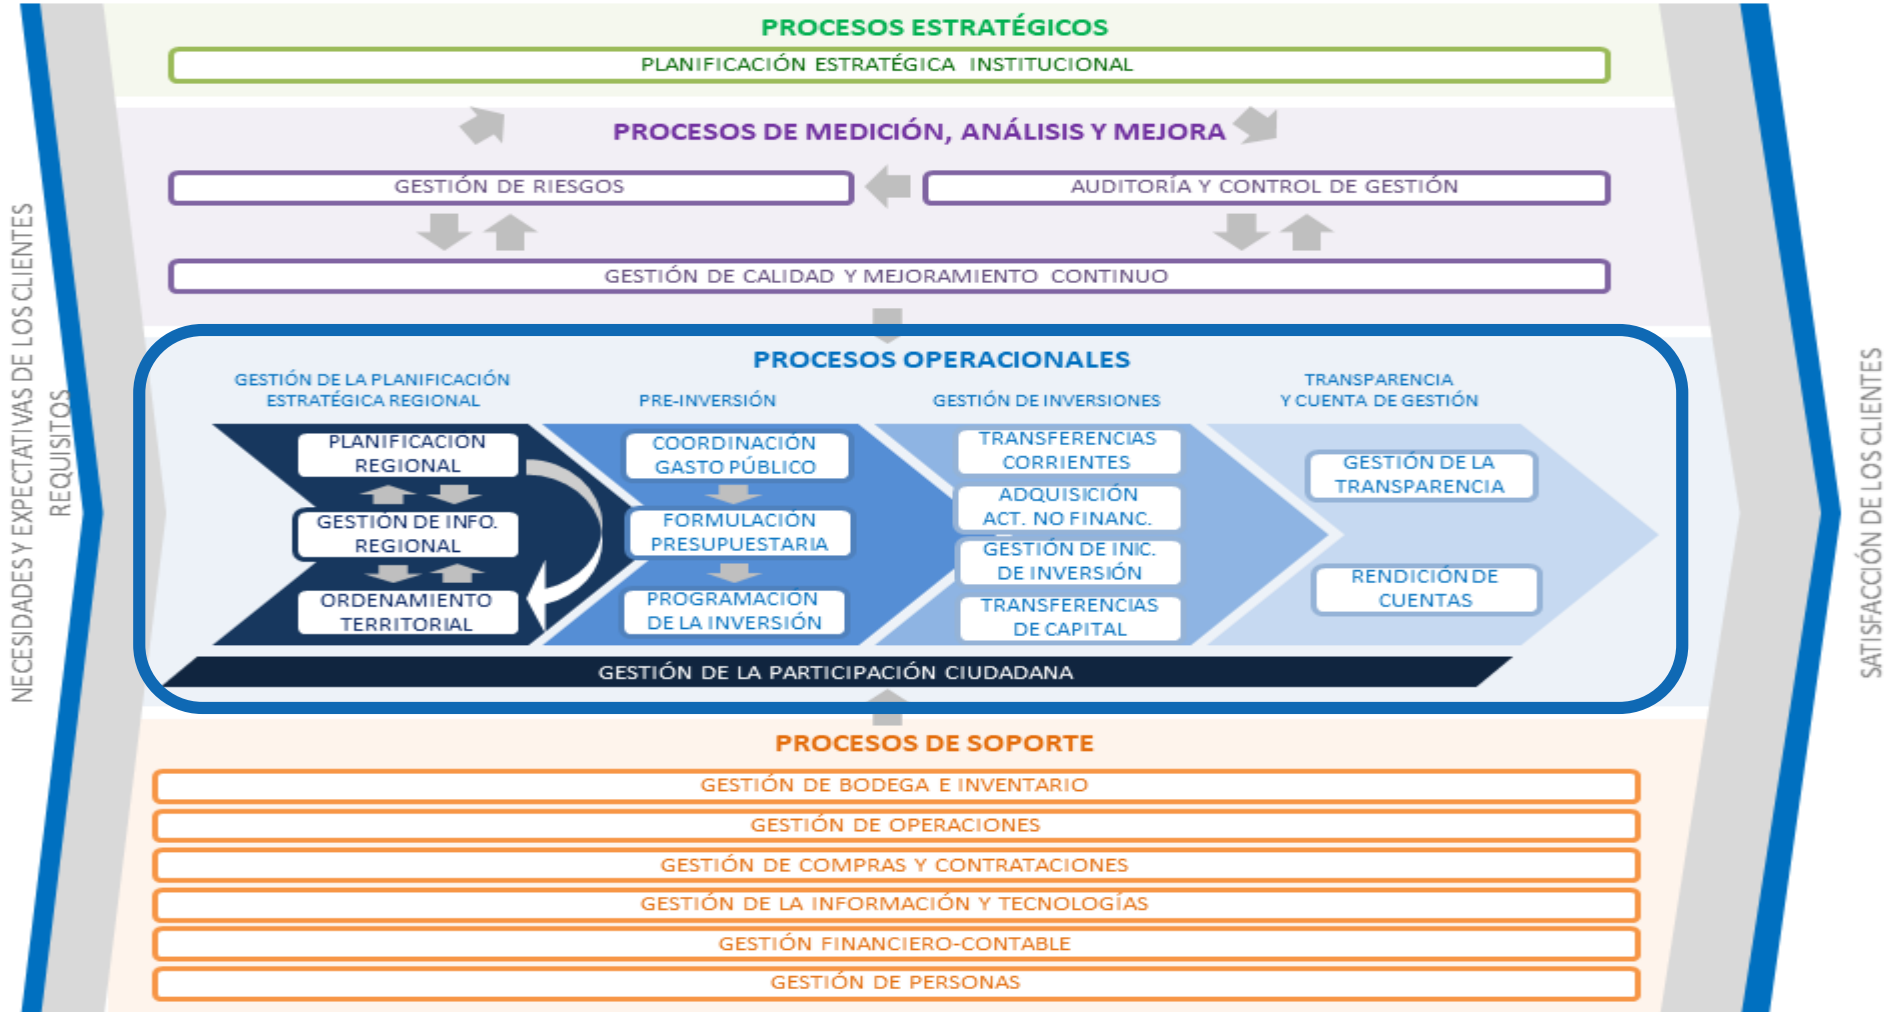 PROCESOS ESTRATÉGICOS
PLANIFICACIÓN ESTRATÉGICA INSTITUCIONAL
PROCESOS DE MEDICIÓN, ANÁLISIS Y MEJORA
GESTIÓN DE RIESGOS
AUDITORÍA Y CONTROL DE GESTIÓN
GESTIÓN DE CALIDAD Y MEJORAMIENTO CONTINUO
NECESIDADES Y EXPECTATIVAS DE LOS CLIENTES
REQUISITOS
PROCESOS OPERACIONALES
GESTIÓN DE LA PLANIFICACIÓN
ESTRATÉGICA REGIONAL
PLANIFICACIÓN
REGIONAL
GESTIÓN DE INFO.
REGIONAL
ORDENAMIENTO
TERRITORIAL
PRE-INVERSIÓN
COORDINACIÓN
GASTO PÚBLICO
FORMULACIÓN
PRESUPUESTARIA
PROGRAMACIÓN
DE LA INVERSIÓN
GESTIÓN DE INVERSIONES
TRANSFERENCIAS
CORRIENTES
ADQUISICIÓN
ACT. NO FINANC.
GESTIÓN DE INIC.
DE INVERSIÓN
TRANSFERENCIAS
DE CAPITAL
TRANSPARENCIA
Y CUENTA DE GESTIÓN
GESTIÓN DE LA
TRANSPARENCIA
RENDICIÓN DE
CUENTAS
GESTIÓN DE LA PARTICIPACIÓN CIUDADANA
SATISFACCIÓN DE LOS CLIENTES
PROCESOS DE SOPORTE
GESTIÓN DE BODEGA E INVENTARIO
GESTIÓN DE OPERACIONES
GESTIÓN DE COMPRAS Y CONTRATACIONES
GESTIÓN DE LA INFORMACIÓN Y TECNOLOGÍAS
GESTIÓN FINANCIERO-CONTABLE
GESTIÓN DE PERSONAS